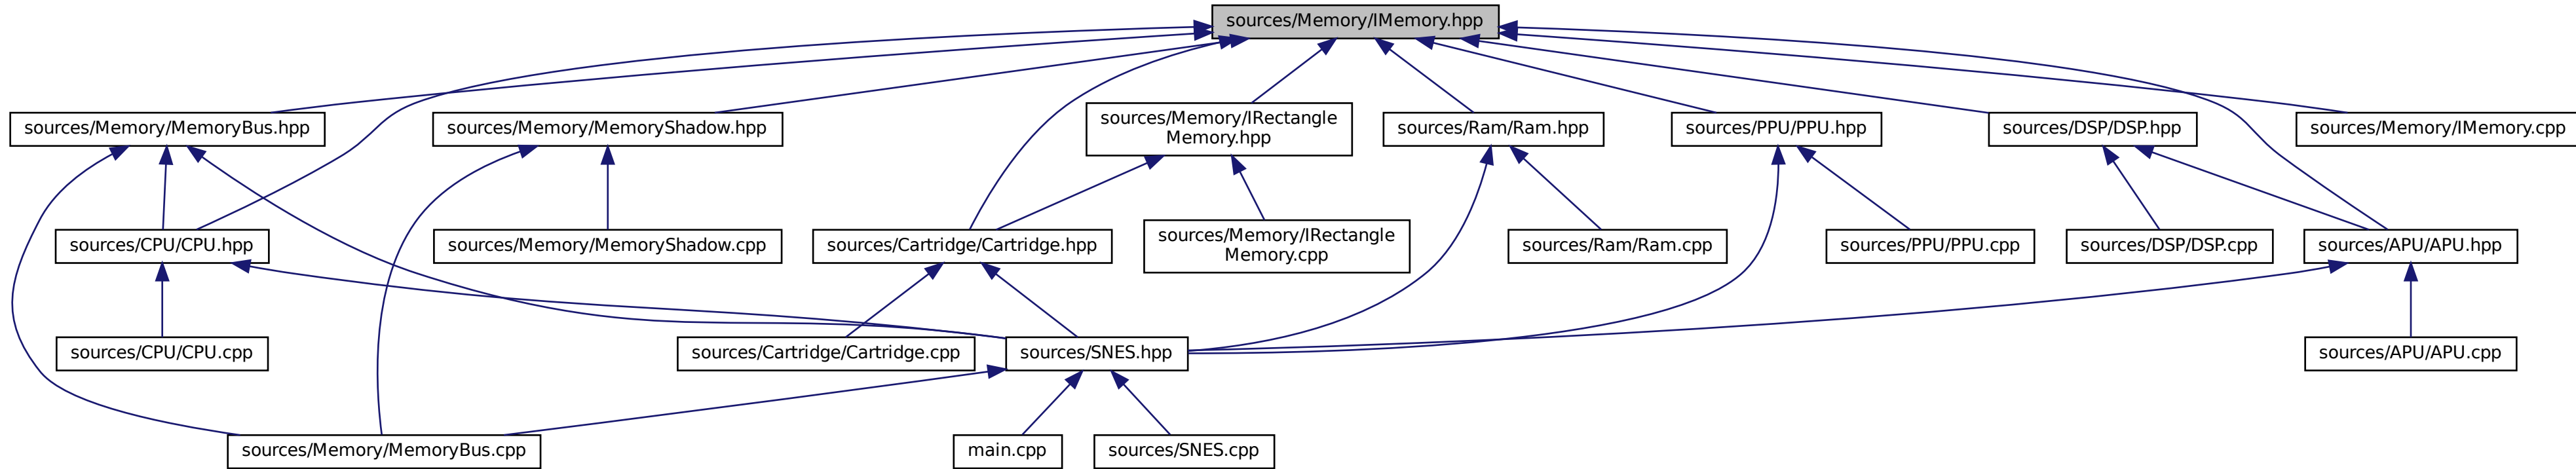 sources/Memory/IMemory.hpp
sources/Memory/MemoryBus.hpp
sources/Memory/MemoryShadow.hpp
sources/Memory/IRectangle
Memory.hpp
sources/Ram/Ram.hpp
sources/PPU/PPU.hpp
sources/DSP/DSP.hpp
sources/Memory/IMemory.cpp
sources/CPU/CPU.hpp
sources/Memory/MemoryShadow.cpp
sources/Cartridge/Cartridge.hpp
sources/Memory/IRectangle
Memory.cpp
sources/Ram/Ram.cpp
sources/PPU/PPU.cpp
sources/DSP/DSP.cpp
sources/APU/APU.hpp
sources/CPU/CPU.cpp
sources/Cartridge/Cartridge.cpp
sources/SNES.hpp
sources/APU/APU.cpp
sources/Memory/MemoryBus.cpp
main.cpp
sources/SNES.cpp